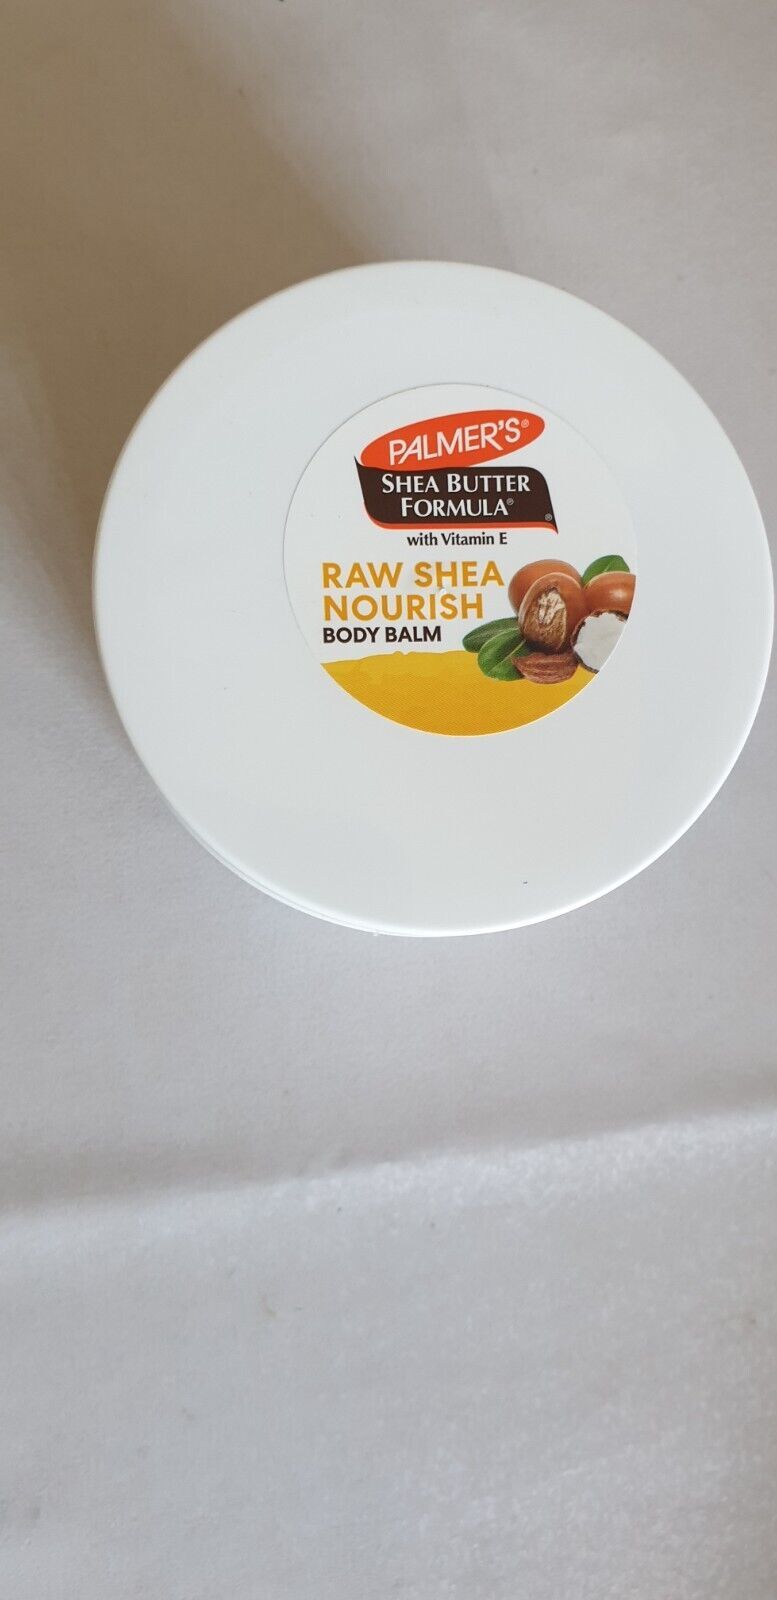 PALMER'S®
SHEA BUTTER
FORMULA®
®
with Vitamin E
RAW SHEA
NOURISH
BODY BALM